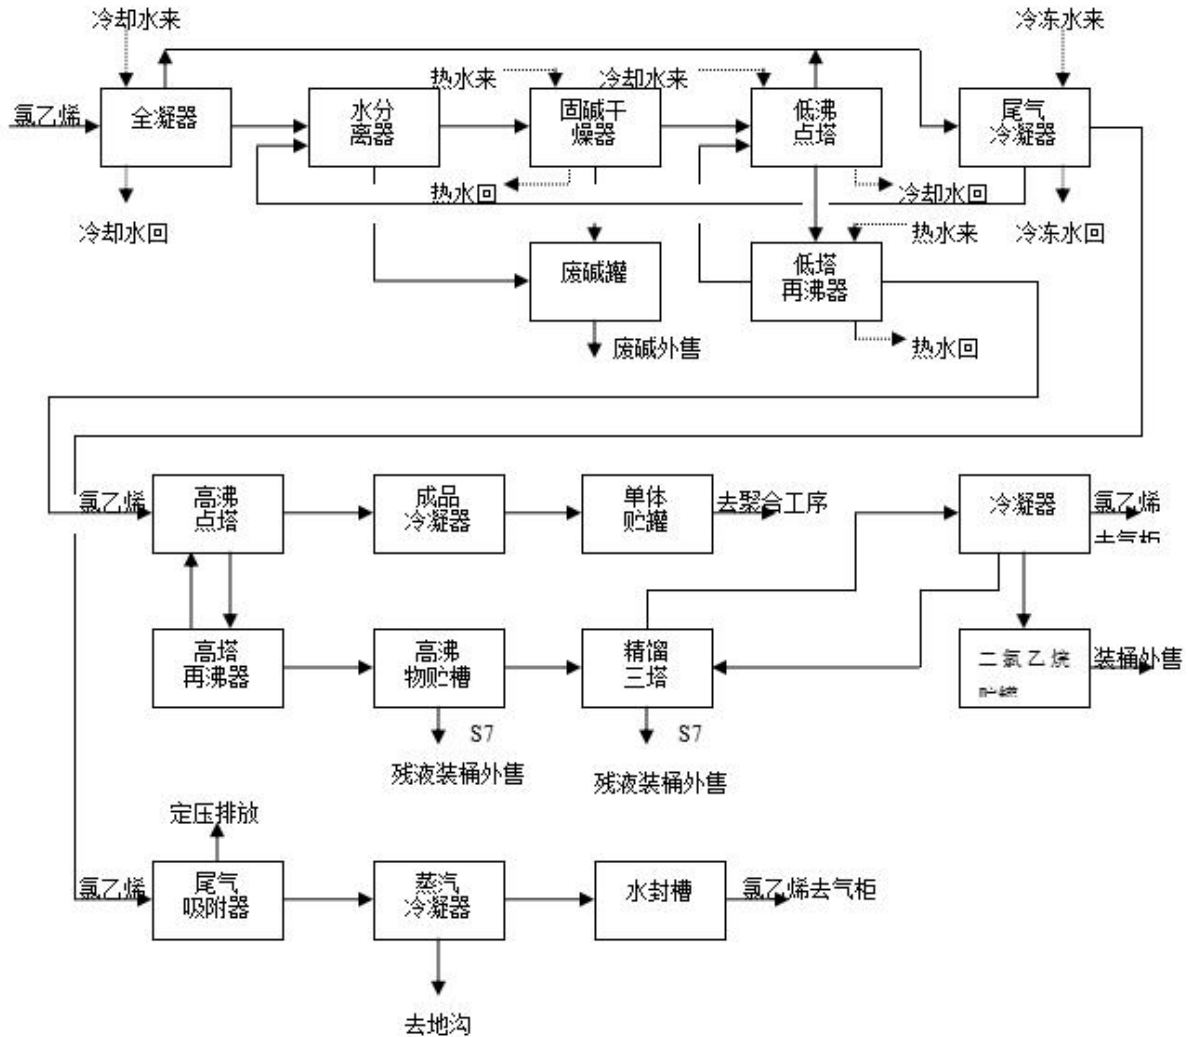 冷却水来
冷冻水来
热水来
冷却水来
氯乙烯
全凝器
水分
离器
固碱干
燥器
低沸
点塔
尾气
冷凝器
热水回
冷却水回
冷却水回
热水来
冷冻水回
废碱罐
低塔
再沸器
废碱外售
热水回
氯乙烯
高沸
点塔
成品
冷凝器
单体
贮罐
去聚合工序
冷凝器
氯乙烯
去气柜
高塔
再沸器
高沸
物贮槽
精馏
三塔
二氯乙烷
贮罐
装桶外售
S7
S7
残液装桶外售
残液装桶外售
定压排放
氯乙烯
尾气
吸附器
蒸汽
冷凝器
水封槽
氯乙烯去气柜
去地沟